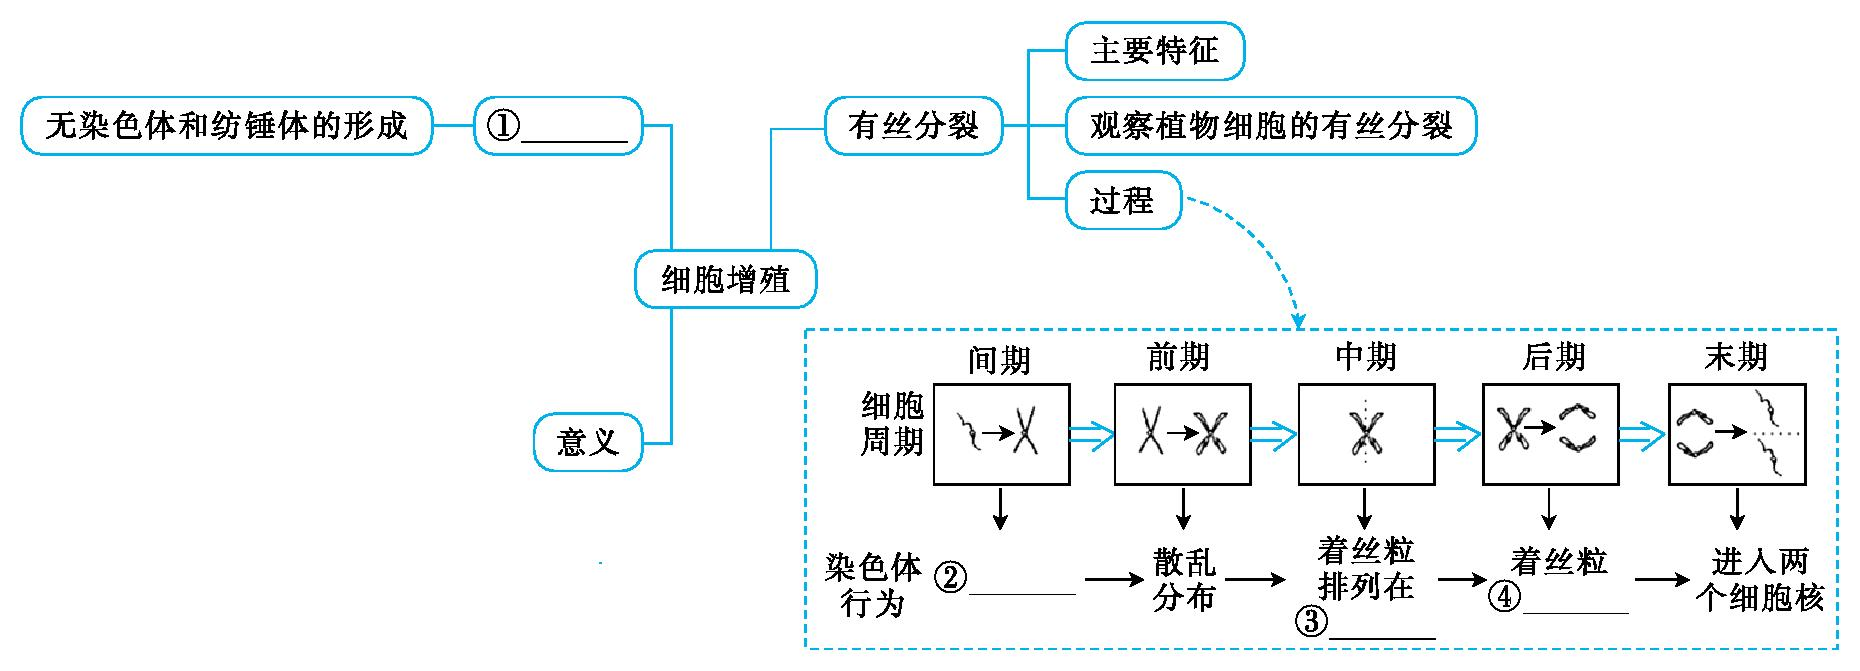 主要特征
无染色体和纺锤体的形成
①______
有丝分裂
观察植物细胞的有丝分裂
过程
细胞增殖
意义
间期
前期
中期
后期
末期
细胞
周期
染色体
行为
②______
散乱
分布
着丝粒
排列在
③______
着丝粒
④______
进入两
个细胞核